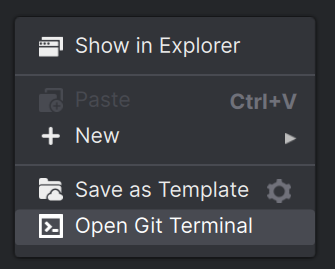 Show in Explorer
Paste Ctrl+V
New
Save as Template
Open Git Terminal